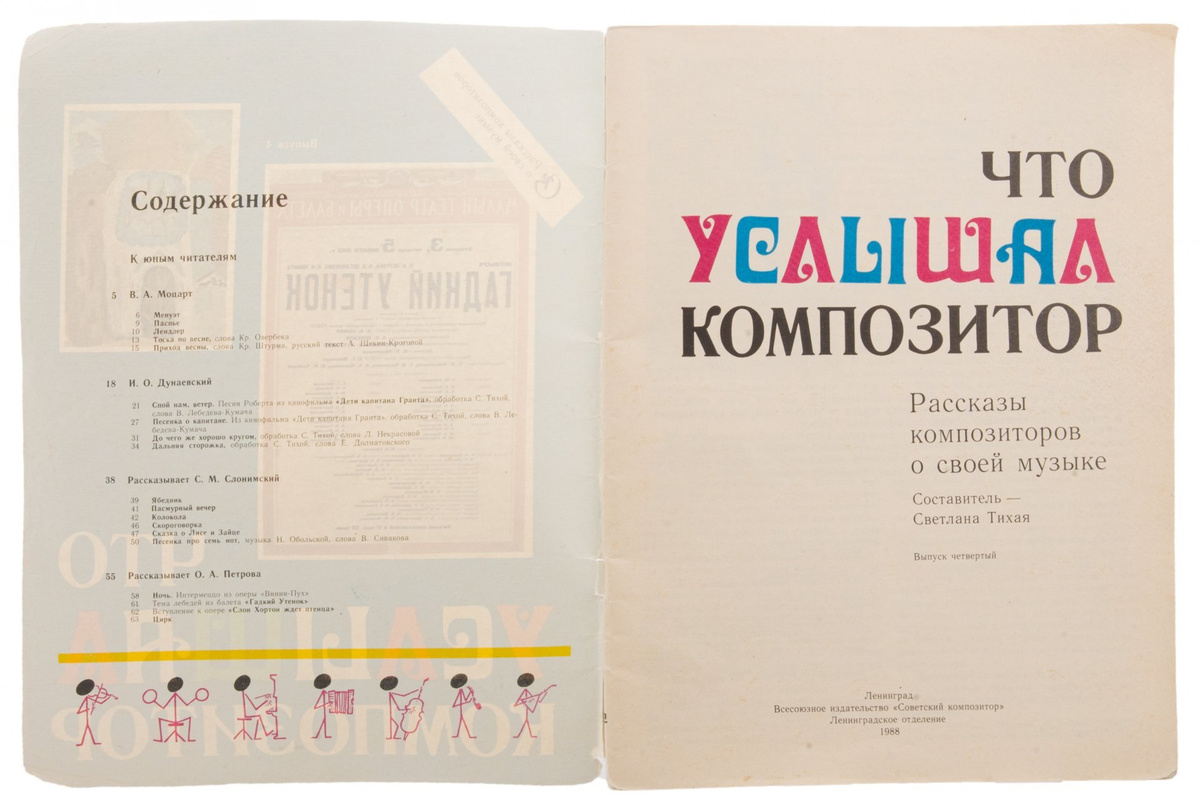 Содержание
К юным читателям
5 В. А. Моцарт
6 Менуэт
9 Паспье
10 Лендлер
13 Тоска по весне, слова Кр. Овербека
15 Приход весны, слова Кр. Штурма, русский текст А. Щекин-Кротовой
18 И. О. Дунаевский
21 Спой нам, ветер. Песня Роберта из кинофильма «Дети капитана Гранта», обработка С. Тихой,
слова В. Лебедева-Кумача
27 Песенка о капитане. Из кинофильма «Дети капитана Гранта», обработка С. Тихой, слова В. Ле-
бедева-Кумача
31 До чего же хорошо кругом, обработка С. Тихой, слова Л. Некрасовой
34 Дальняя сторожка, обработка С. Тихой, слова Е. Долматовского
38 Рассказывает С. М. Слонимский
39 Ябедник
41 Пасмурный вечер
42 Колокола
46 Скороговорка
47 Сказка о Лисе и Зайце
50 Песенка про семь нот, музыка Н. Обольской, слова В. Сивакова
55 Рассказывает О. А. Петрова
58 Ночь. Интермеццо из оперы «Винни-Пух»
61 Тема лебедей из балета «Гадкий Утенок»
62 Вступление к опере «Слон Хортон ждет птенца»
63 Цирк
ЧТО
УСЛЫШАЛ
КОМПОЗИТОР
Рассказы
композиторов
о своей музыке
Составитель —
Светлана Тихая
Выпуск четвертый
Ленинград
Всесоюзное издательство «Советский композитор»
Ленинградское отделение
1988